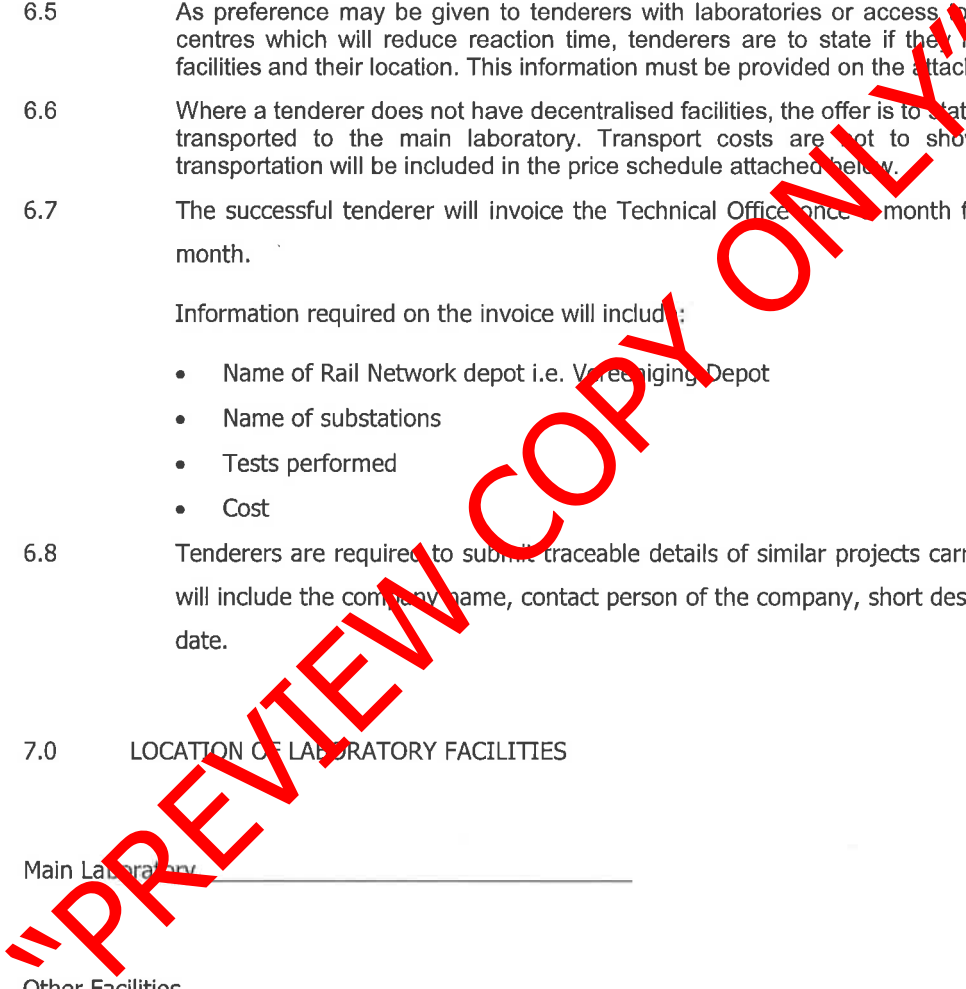 6.5 As preference may be given to tenderers with laboratories or access
centres which will reduce reaction time, tenderers are to state if they
facilities and their location. This information must be provided on the attac
6.6 Where a tenderer does not have decentralised facilities, the offer is to stat
transported to the main laboratory. Transport costs are not to sho
transportation will be included in the price schedule attached below.
6.7 The successful tenderer will invoice the Technical Office once a month f
month.
Information required on the invoice will include:
• Name of Rail Network depot i.e. Vereeniging Depot
• Name of substations
• Tests performed
• Cost
6.8 Tenderers are required to submit traceable details of similar projects carr
will include the company name, contact person of the company, short des
date.
7.0 LOCATION OF LABORATORY FACILITIES
Main Laboratory
Other Facilities
"PREVIEW COPY ONLY"